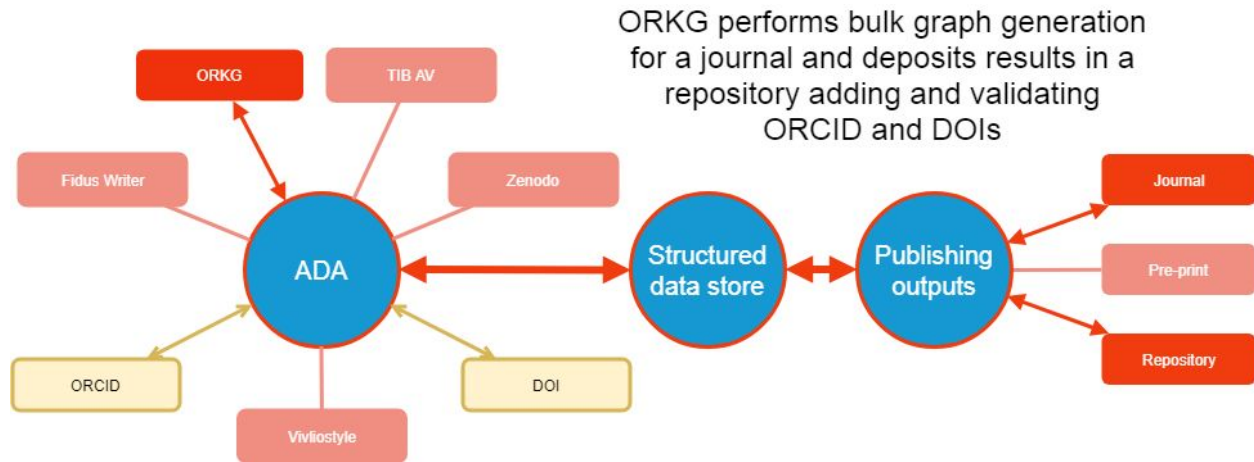 ORKG performs bulk graph generation
for a journal and deposits results in a
repository adding and validating
ORCID and DOIs
ORKG
TIB AV
Fidus Writer
Zenodo
ADA
ORCID
DOI
Vivliostyle
Structured
data store
Publishing
outputs
Journal
Pre-print
Repository